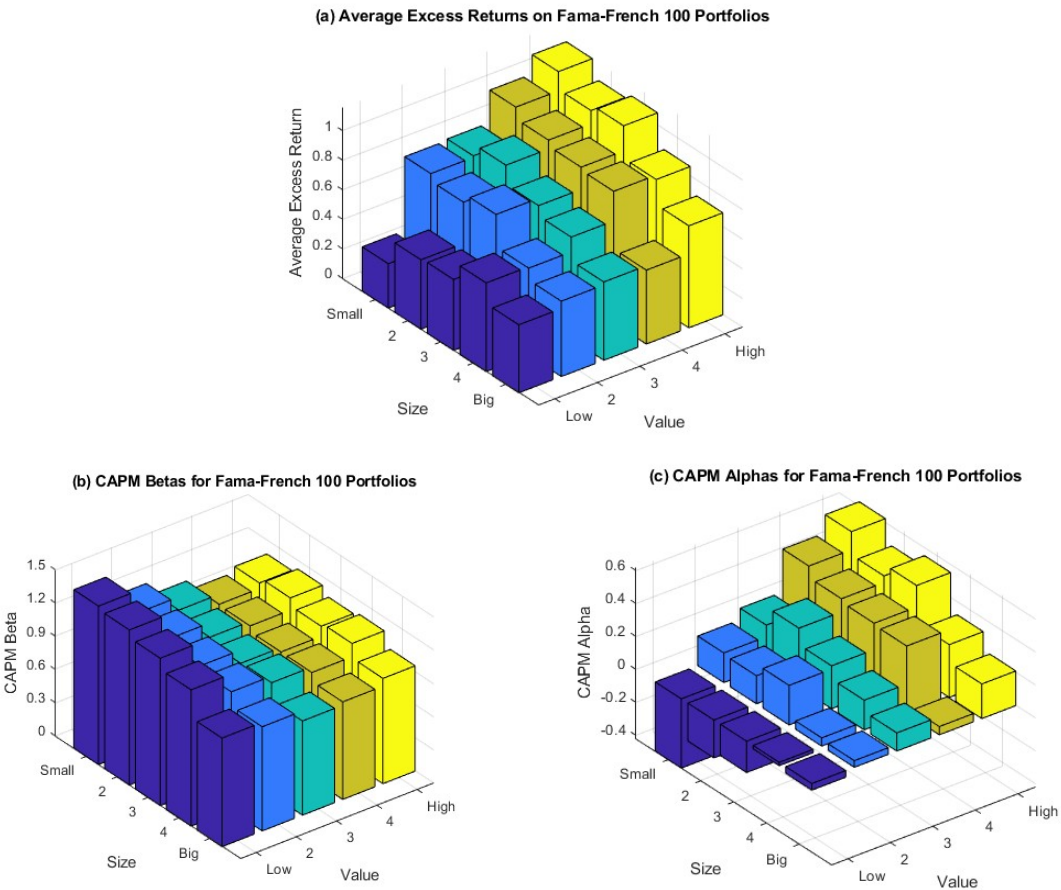 (a) Average Excess Returns on Fama-French 100 Portfolios
Average Excess Return
1
0.8
0.6
0.4
0.2
0
Small
2
3
4
Big
Size
Low
2
3
4
High
Value
(b) CAPM Betas for Fama-French 100 Portfolios
CAPM Beta
1.5
1.2
0.9
0.6
0.3
0
Small
2
3
4
Big
Size
Low
2
3
4
High
Value
(c) CAPM Alphas for Fama-French 100 Portfolios
CAPM Alpha
0.6
0.4
0.2
0
-0.2
-0.4
Small
2
3
4
Big
Size
Low
2
3
4
High
Value